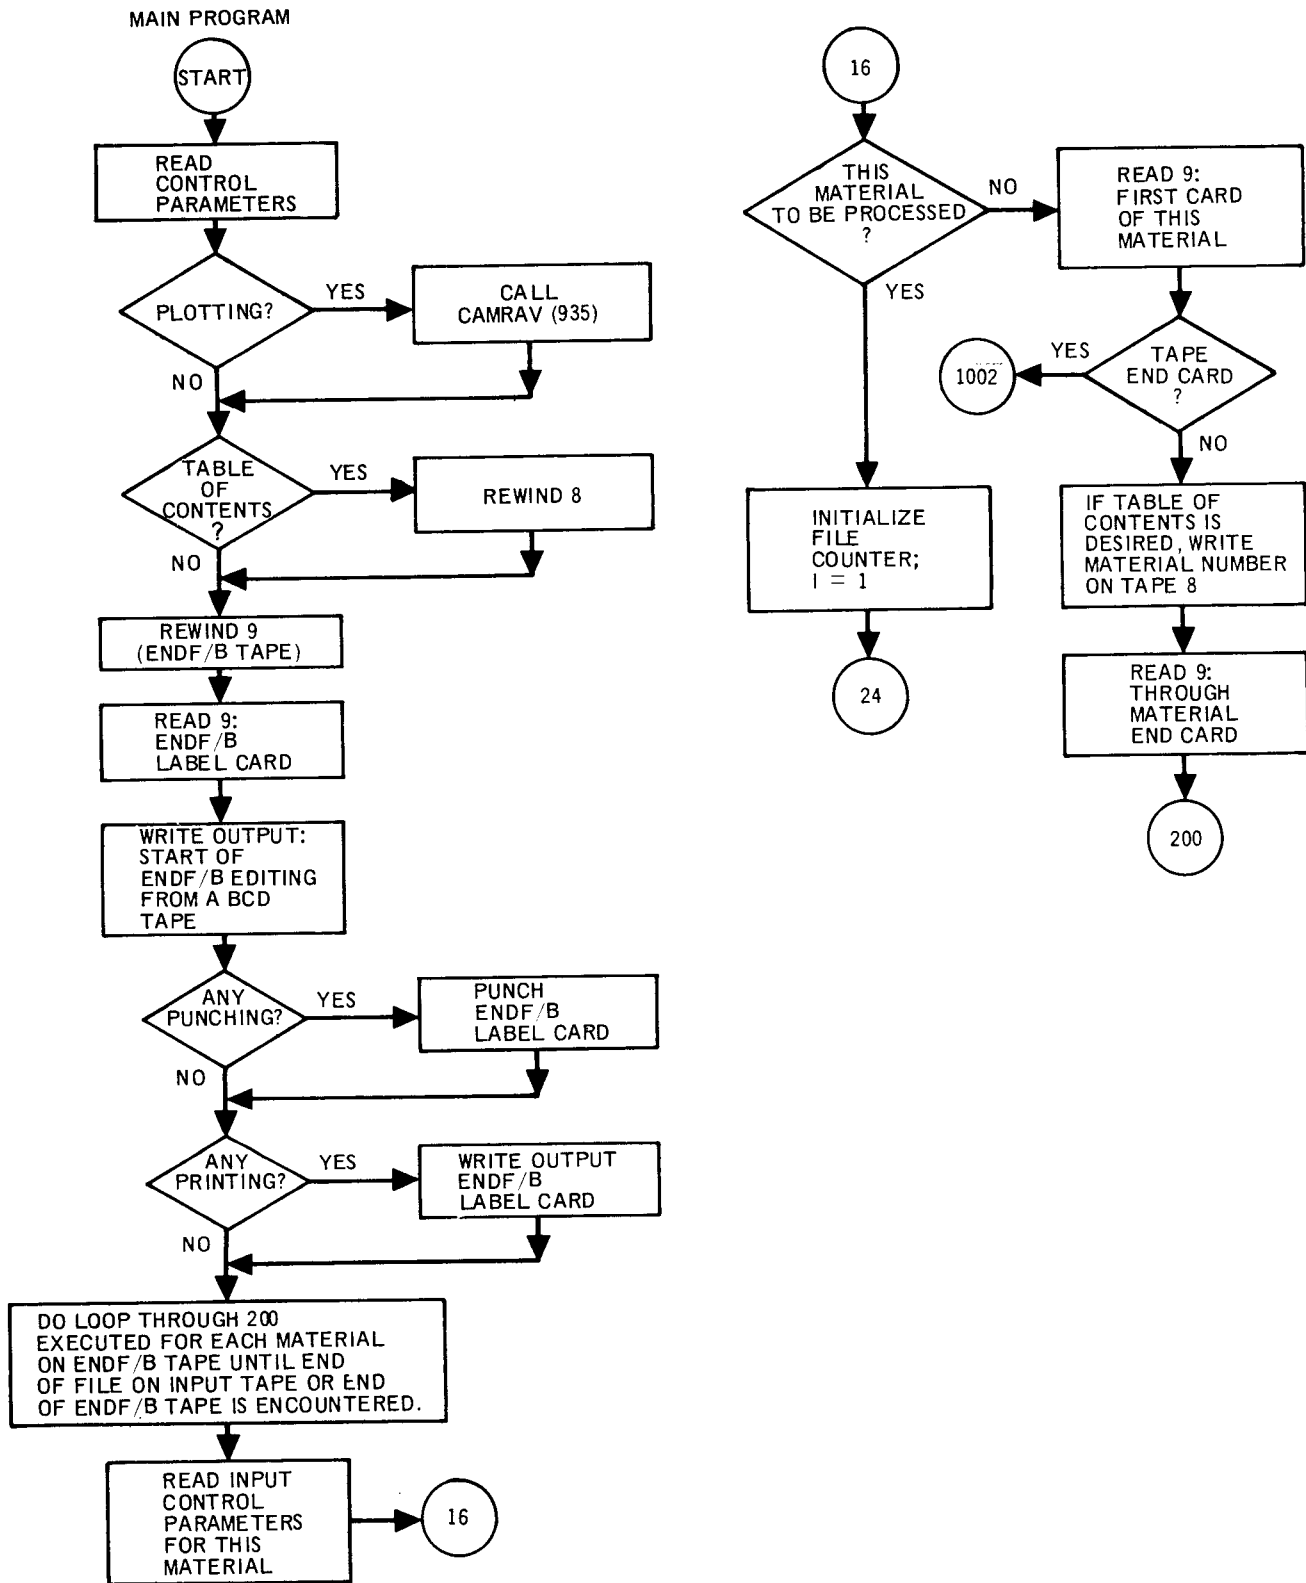 MAIN PROGRAM
START
READ
CONTROL
PARAMETERS
PLOTTING?
YES
CALL
CAMRAV (935)
NO
TABLE
OF
CONTENTS
?
YES
REWIND 8
NO
REWIND 9
(ENDF/B TAPE)
READ 9:
ENDF/B
LABEL CARD
WRITE OUTPUT:
START OF
ENDF/B EDITING
FROM A BCD
TAPE
ANY
PUNCHING?
YES
PUNCH
ENDF/B
LABEL CARD
NO
ANY
PRINTING?
YES
WRITE OUTPUT
ENDF/B
LABEL CARD
NO
DO LOOP THROUGH 200
EXECUTED FOR EACH MATERIAL
ON ENDF/B TAPE UNTIL END
OF FILE ON INPUT TAPE OR END
OF ENDF/B TAPE IS ENCOUNTERED.
READ INPUT
CONTROL
PARAMETERS
FOR THIS
MATERIAL
16
16
THIS
MATERIAL
TO BE PROCESSED
?
NO
READ 9:
FIRST CARD
OF THIS
MATERIAL
YES
TAPE
END CARD
?
YES
1002
NO
INITIALIZE
FILE
COUNTER;
I = 1
24
IF TABLE OF
CONTENTS IS
DESIRED, WRITE
MATERIAL NUMBER
ON TAPE 8
READ 9:
THROUGH
MATERIAL
END CARD
200